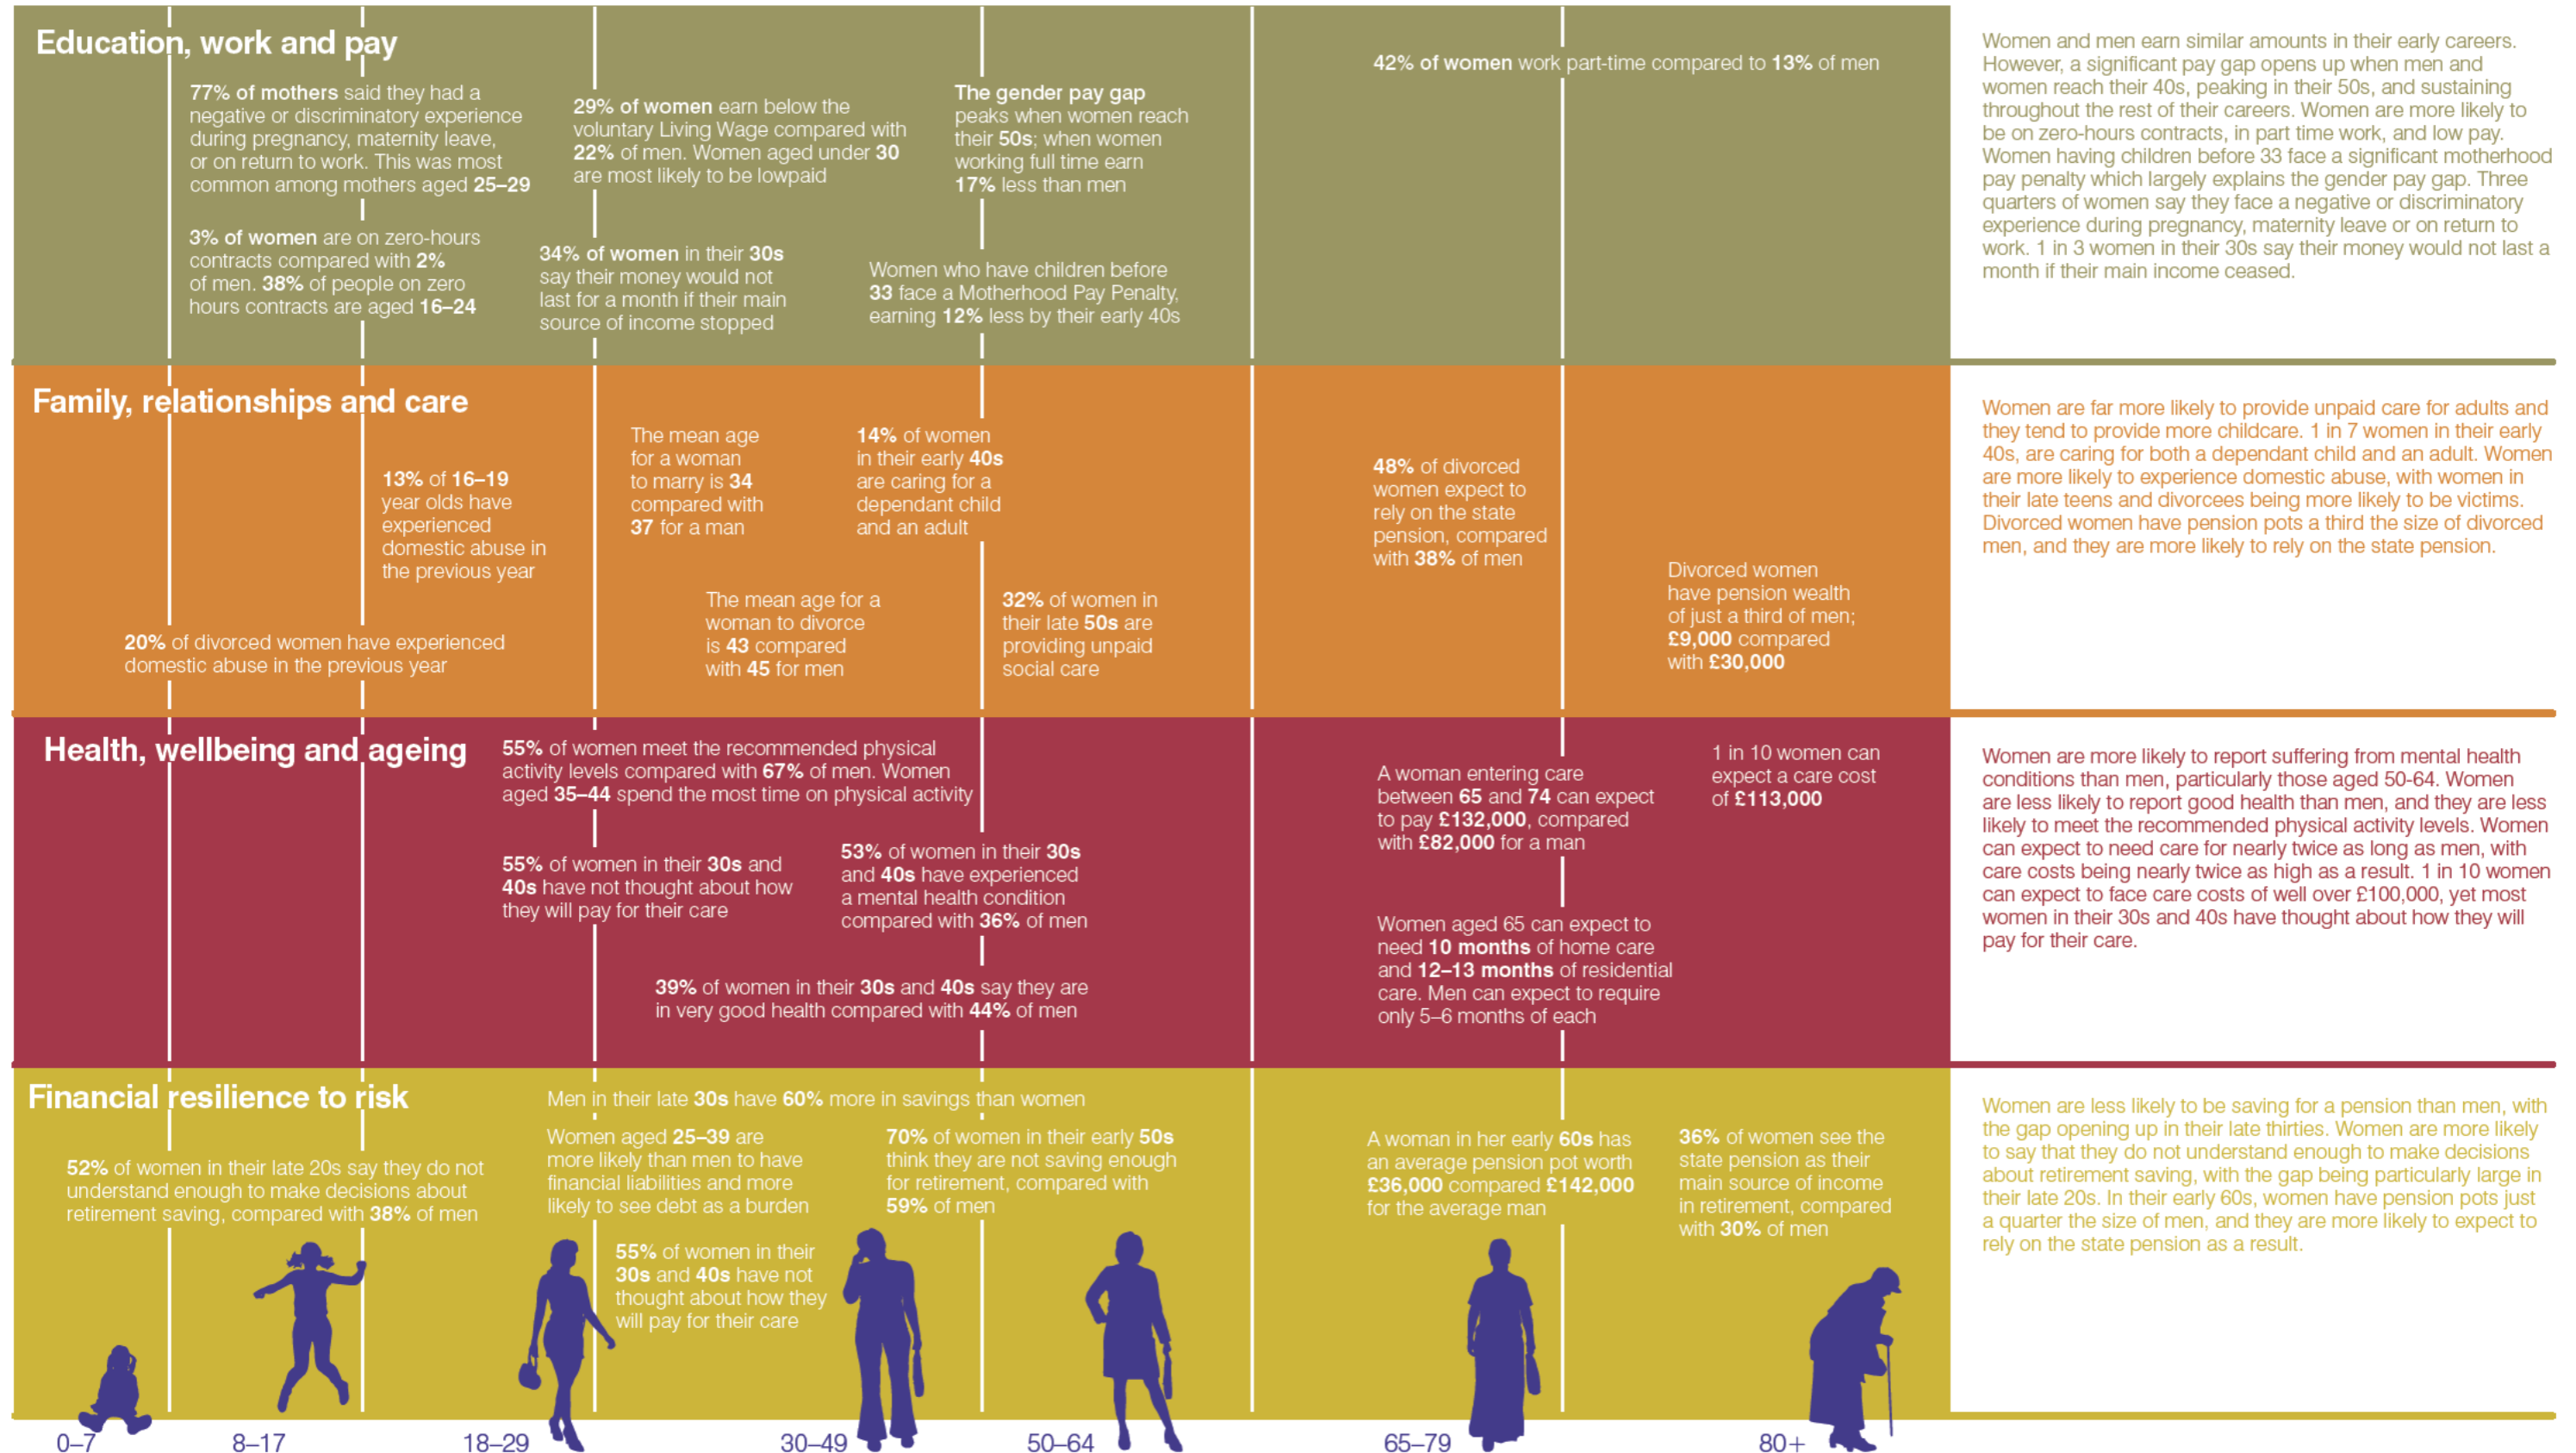 Education, work and pay
77% of mothers said they had a
negative or discriminatory experience
during pregnancy, maternity leave,
or on return to work. This was most
common among mothers aged 25–29
3% of women are on zero-hours
contracts compared with 2%
of men. 38% of people on zero
hours contracts are aged 16–24
29% of women earn below the
voluntary Living Wage compared with
22% of men. Women aged under 30
are most likely to be lowpaid
34% of women in their 30s
say their money would not
last for a month if their main
source of income stopped
The gender pay gap
peaks when women reach
their 50s; when women
working full time earn
17% less than men
Women who have children before
33 face a Motherhood Pay Penalty,
earning 12% less by their early 40s
42% of women work part-time compared to 13% of men
Women and men earn similar amounts in their early careers.
However, a significant pay gap opens up when men and
women reach their 40s, peaking in their 50s, and sustaining
throughout the rest of their careers. Women are more likely to
be on zero-hours contracts, in part time work, and low pay.
Women having children before 33 face a significant motherhood
pay penalty which largely explains the gender pay gap. Three
quarters of women say they face a negative or discriminatory
experience during pregnancy, maternity leave or on return to
work. 1 in 3 women in their 30s say their money would not last a
month if their main income ceased.
Family, relationships and care
13% of 16–19
year olds have
experienced
domestic abuse in
the previous year
20% of divorced women have experienced
domestic abuse in the previous year
The mean age
for a woman
to marry is 34
compared with
37 for a man
14% of women
in their early 40s
are caring for a
dependant child
and an adult
The mean age for a
woman to divorce
is 43 compared
with 45 for men
32% of women in
their late 50s are
providing unpaid
social care
48% of divorced
women expect to
rely on the state
pension, compared
with 38% of men
Divorced women
have pension wealth
of just a third of men;
£9,000 compared
with £30,000
Women are far more likely to provide unpaid care for adults and
they tend to provide more childcare. 1 in 7 women in their early
40s, are caring for both a dependant child and an adult. Women
are more likely to experience domestic abuse, with women in
their late teens and divorcees being more likely to be victims.
Divorced women have pension pots a third the size of divorced
men, and they are more likely to rely on the state pension.
Health, wellbeing and ageing
55% of women meet the recommended physical
activity levels compared with 67% of men. Women
aged 35–44 spend the most time on physical activity
55% of women in their 30s and
40s have not thought about how
they will pay for their care
53% of women in their 30s
and 40s have experienced
a mental health condition
compared with 36% of men
39% of women in their 30s and 40s say they are
in very good health compared with 44% of men
A woman entering care
between 65 and 74 can expect
to pay £132,000, compared
with £82,000 for a man
1 in 10 women can
expect a care cost
of £113,000
Women aged 65 can expect to
need 10 months of home care
and 12–13 months of residential
care. Men can expect to require
only 5–6 months of each
Women are more likely to report suffering from mental health
conditions than men, particularly those aged 50-64. Women
are less likely to report good health than men, and they are less
likely to meet the recommended physical activity levels. Women
can expect to need care for nearly twice as long as men, with
care costs being nearly twice as high as a result. 1 in 10 women
can expect to face care costs of well over £100,000, yet most
women in their 30s and 40s have thought about how they will
pay for their care.
Financial resilience to risk
52% of women in their late 20s say they do not
understand enough to make decisions about
retirement saving, compared with 38% of men
Men in their late 30s have 60% more in savings than women
Women aged 25–39 are
more likely than men to have
financial liabilities and more
likely to see debt as a burden
55% of women in their
30s and 40s have not
thought about how they
will pay for their care
70% of women in their early 50s
think they are not saving enough
for retirement, compared with
59% of men
A woman in her early 60s has
an average pension pot worth
£36,000 compared £142,000
for the average man
36% of women see the
state pension as their
main source of income
in retirement, compared
with 30% of men
Women are less likely to be saving for a pension than men, with
the gap opening up in their late thirties. Women are more likely
to say that they do not understand enough to make decisions
about retirement saving, with the gap being particularly large in
their late 20s. In their early 60s, women have pension pots just
a quarter the size of men, and they are more likely to expect to
rely on the state pension as a result.
0–7
8–17
18–29
30–49
50–64
65–79
80+